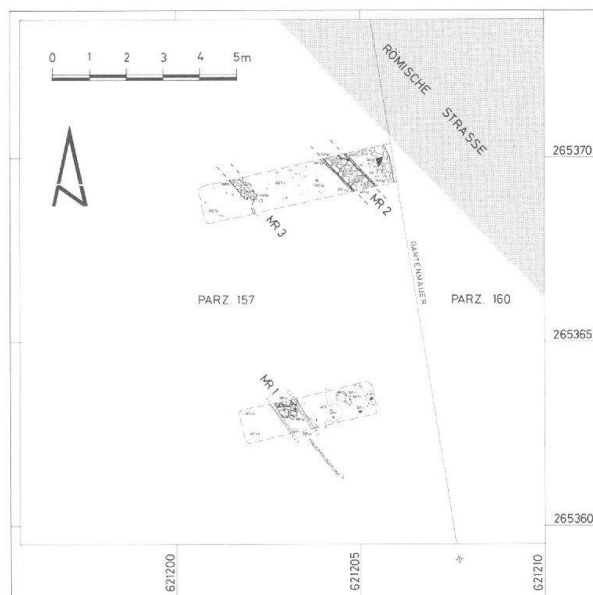 0 1 2 3 4 5m
RÖMISCHE STRASSE
265370
MR 2
MR 3
GARTENMAUER
PARZ. 157
PARZ. 160
265365
MR 1
265360
621200
621205
621210